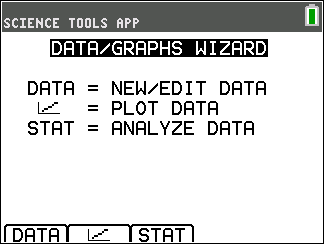 SCIENCE TOOLS APP
DATA/GRAPHS WIZARD
DATA = NEW/EDIT DATA
= PLOT DATA
STAT = ANALYZE DATA
DATA STAT